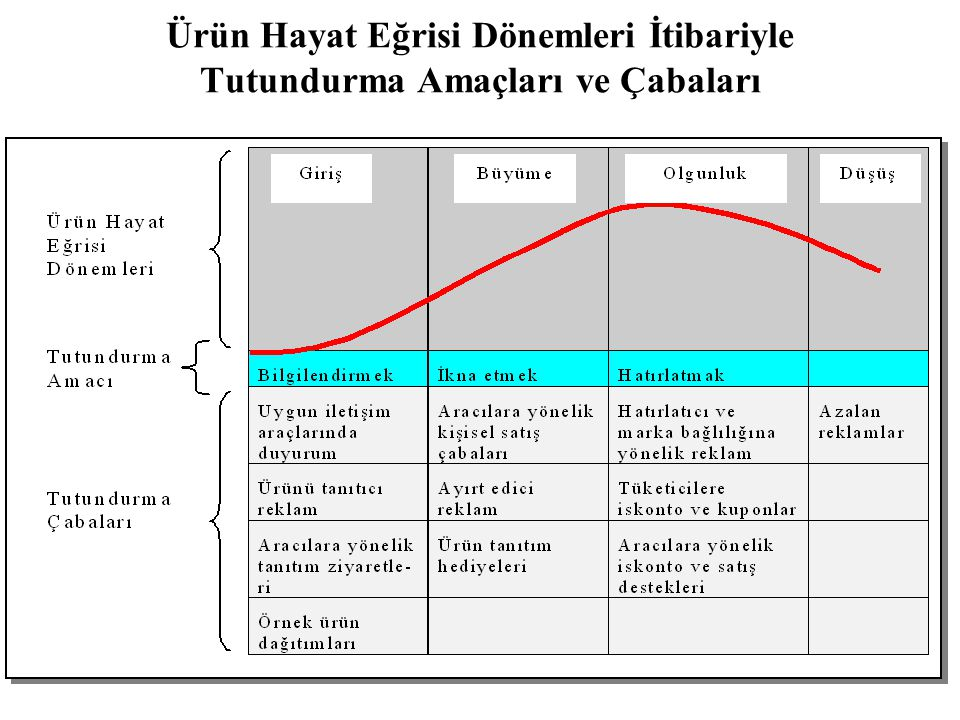 Ürün Hayat Eğrisi Dönemleri İtibariyle
Tutundurma Amaçları ve Çabaları
Giriş
Büyüme
Olgunluk
Düşüş
Ürün Hayat
Eğrisi
Dönemleri
Tutundurma
Amacı
Bilgilendirmek
İkna etmek
Hatırlatmak
Tutundurma
Çabaları
Uygun iletişim
araçlarında
duyurum
Aracılara yönelik
kişisel satış
çabaları
Hatırlatıcı ve
marka bağlılığına
yönelik reklam
Azalan
reklamlar
Ürünü tanıtıcı
reklam
Ayırt edici
reklam
Tüketicilere
iskonto ve kuponlar
Aracılara yönelik
tanıtım ziyaretle-
ri
Ürün tanıtım
hediyeleri
Aracılara yönelik
iskonto ve satış
destekleri
Örnek ürün
dağıtımları